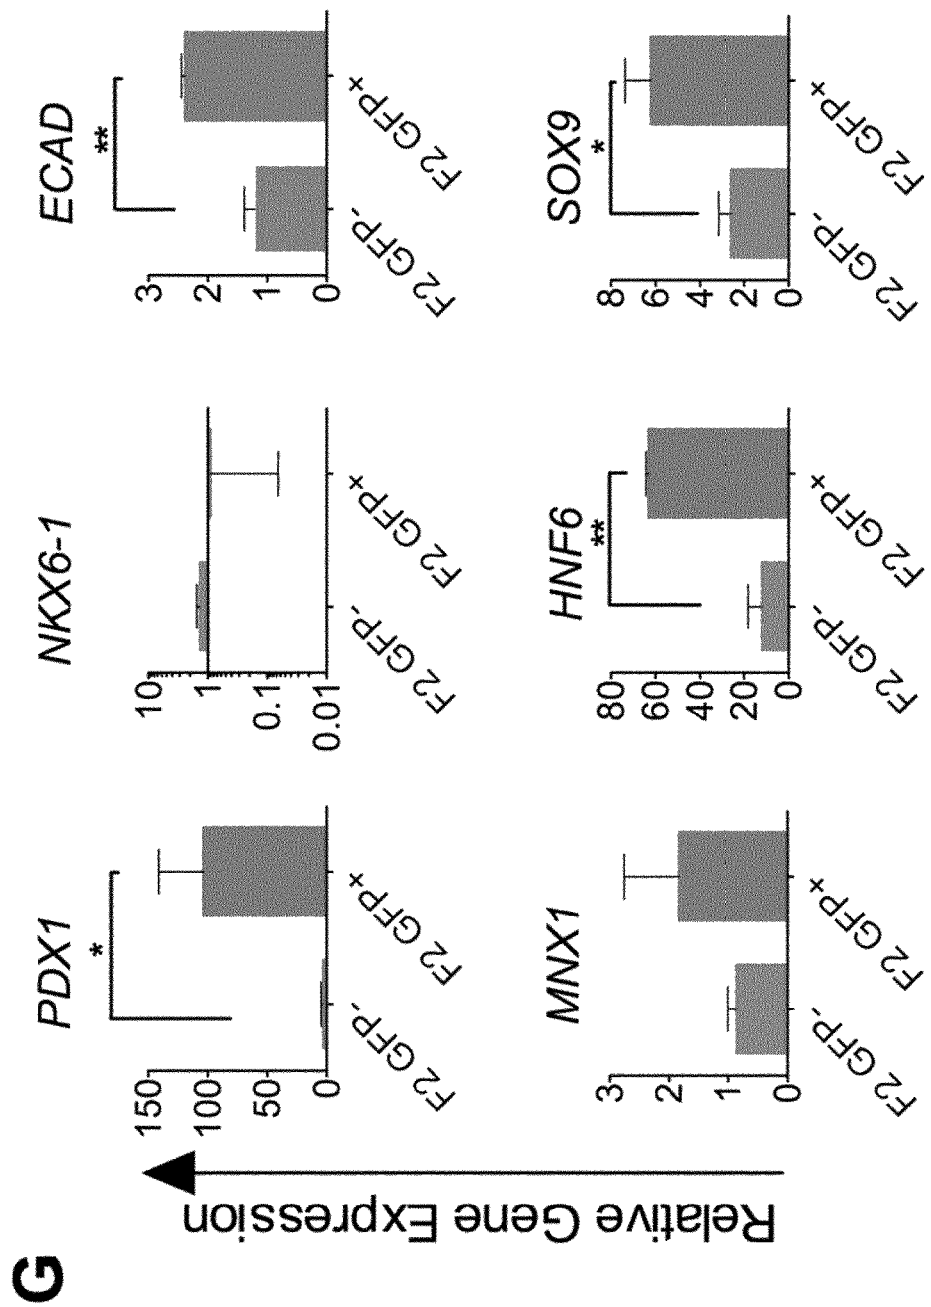 G
Relative Gene Expression
PDX1
*
150
100
50
0
F2 GFP-
F2 GFP+
NKX6-1
10
1
0.1
0.01
F2 GFP-
F2 GFP+
ECAD
**
3
2
1
0
F2 GFP-
F2 GFP+
MNX1
3
2
1
0
F2 GFP-
F2 GFP+
HNF6
**
80
60
40
20
0
F2 GFP-
F2 GFP+
SOX9
*
8
6
4
2
0
F2 GFP-
F2 GFP+